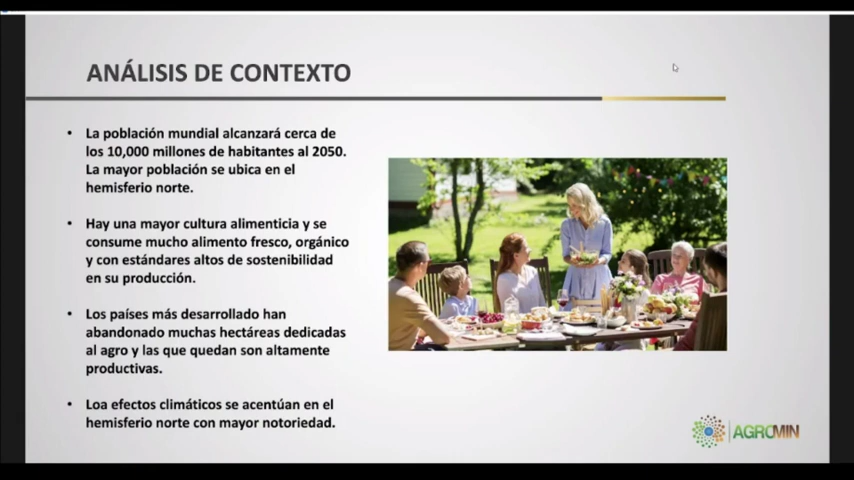 ANÁLISIS DE CONTEXTO
• La población mundial alcanzará cerca de
los 10,000 millones de habitantes al 2050.
La mayor población se ubica en el
hemisferio norte.
• Hay una mayor cultura alimenticia y se
consume mucho alimento fresco, orgánico
y con estándares altos de sostenibilidad
en su producción.
• Los países más desarrollado han
abandonado muchas hectáreas dedicadas
al agro y las que quedan son altamente
productivas.
• Loa efectos climáticos se acentúan en el
hemisferio norte con mayor notoriedad.
AGROMIN